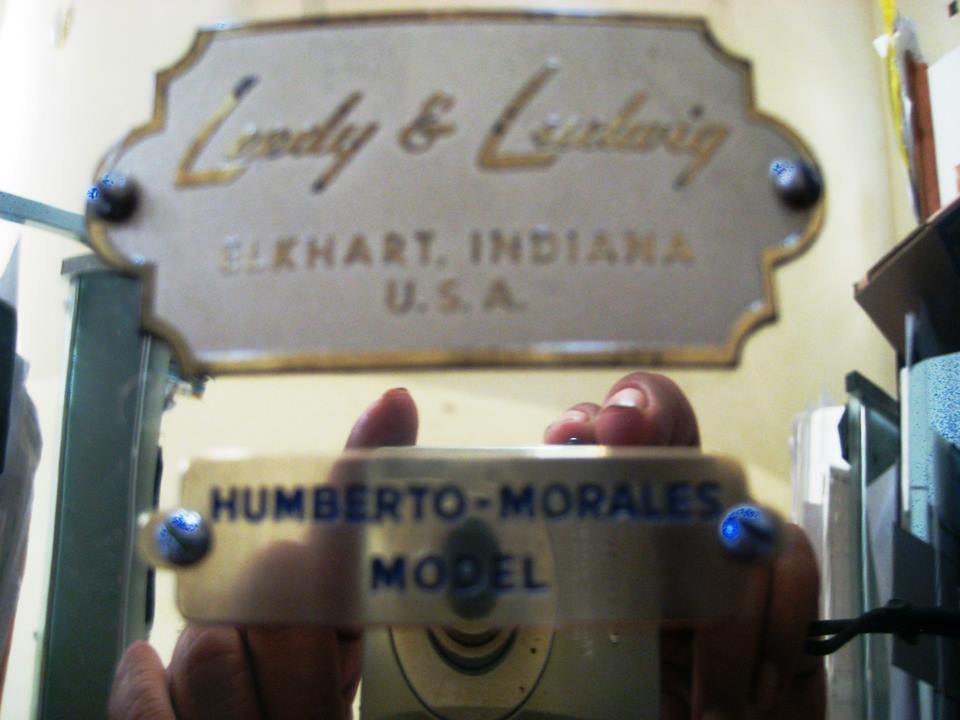 Leedy & Ludwig
ELKHART, INDIANA
U.S.A.
HUMBERTO-MORALES
MODEL